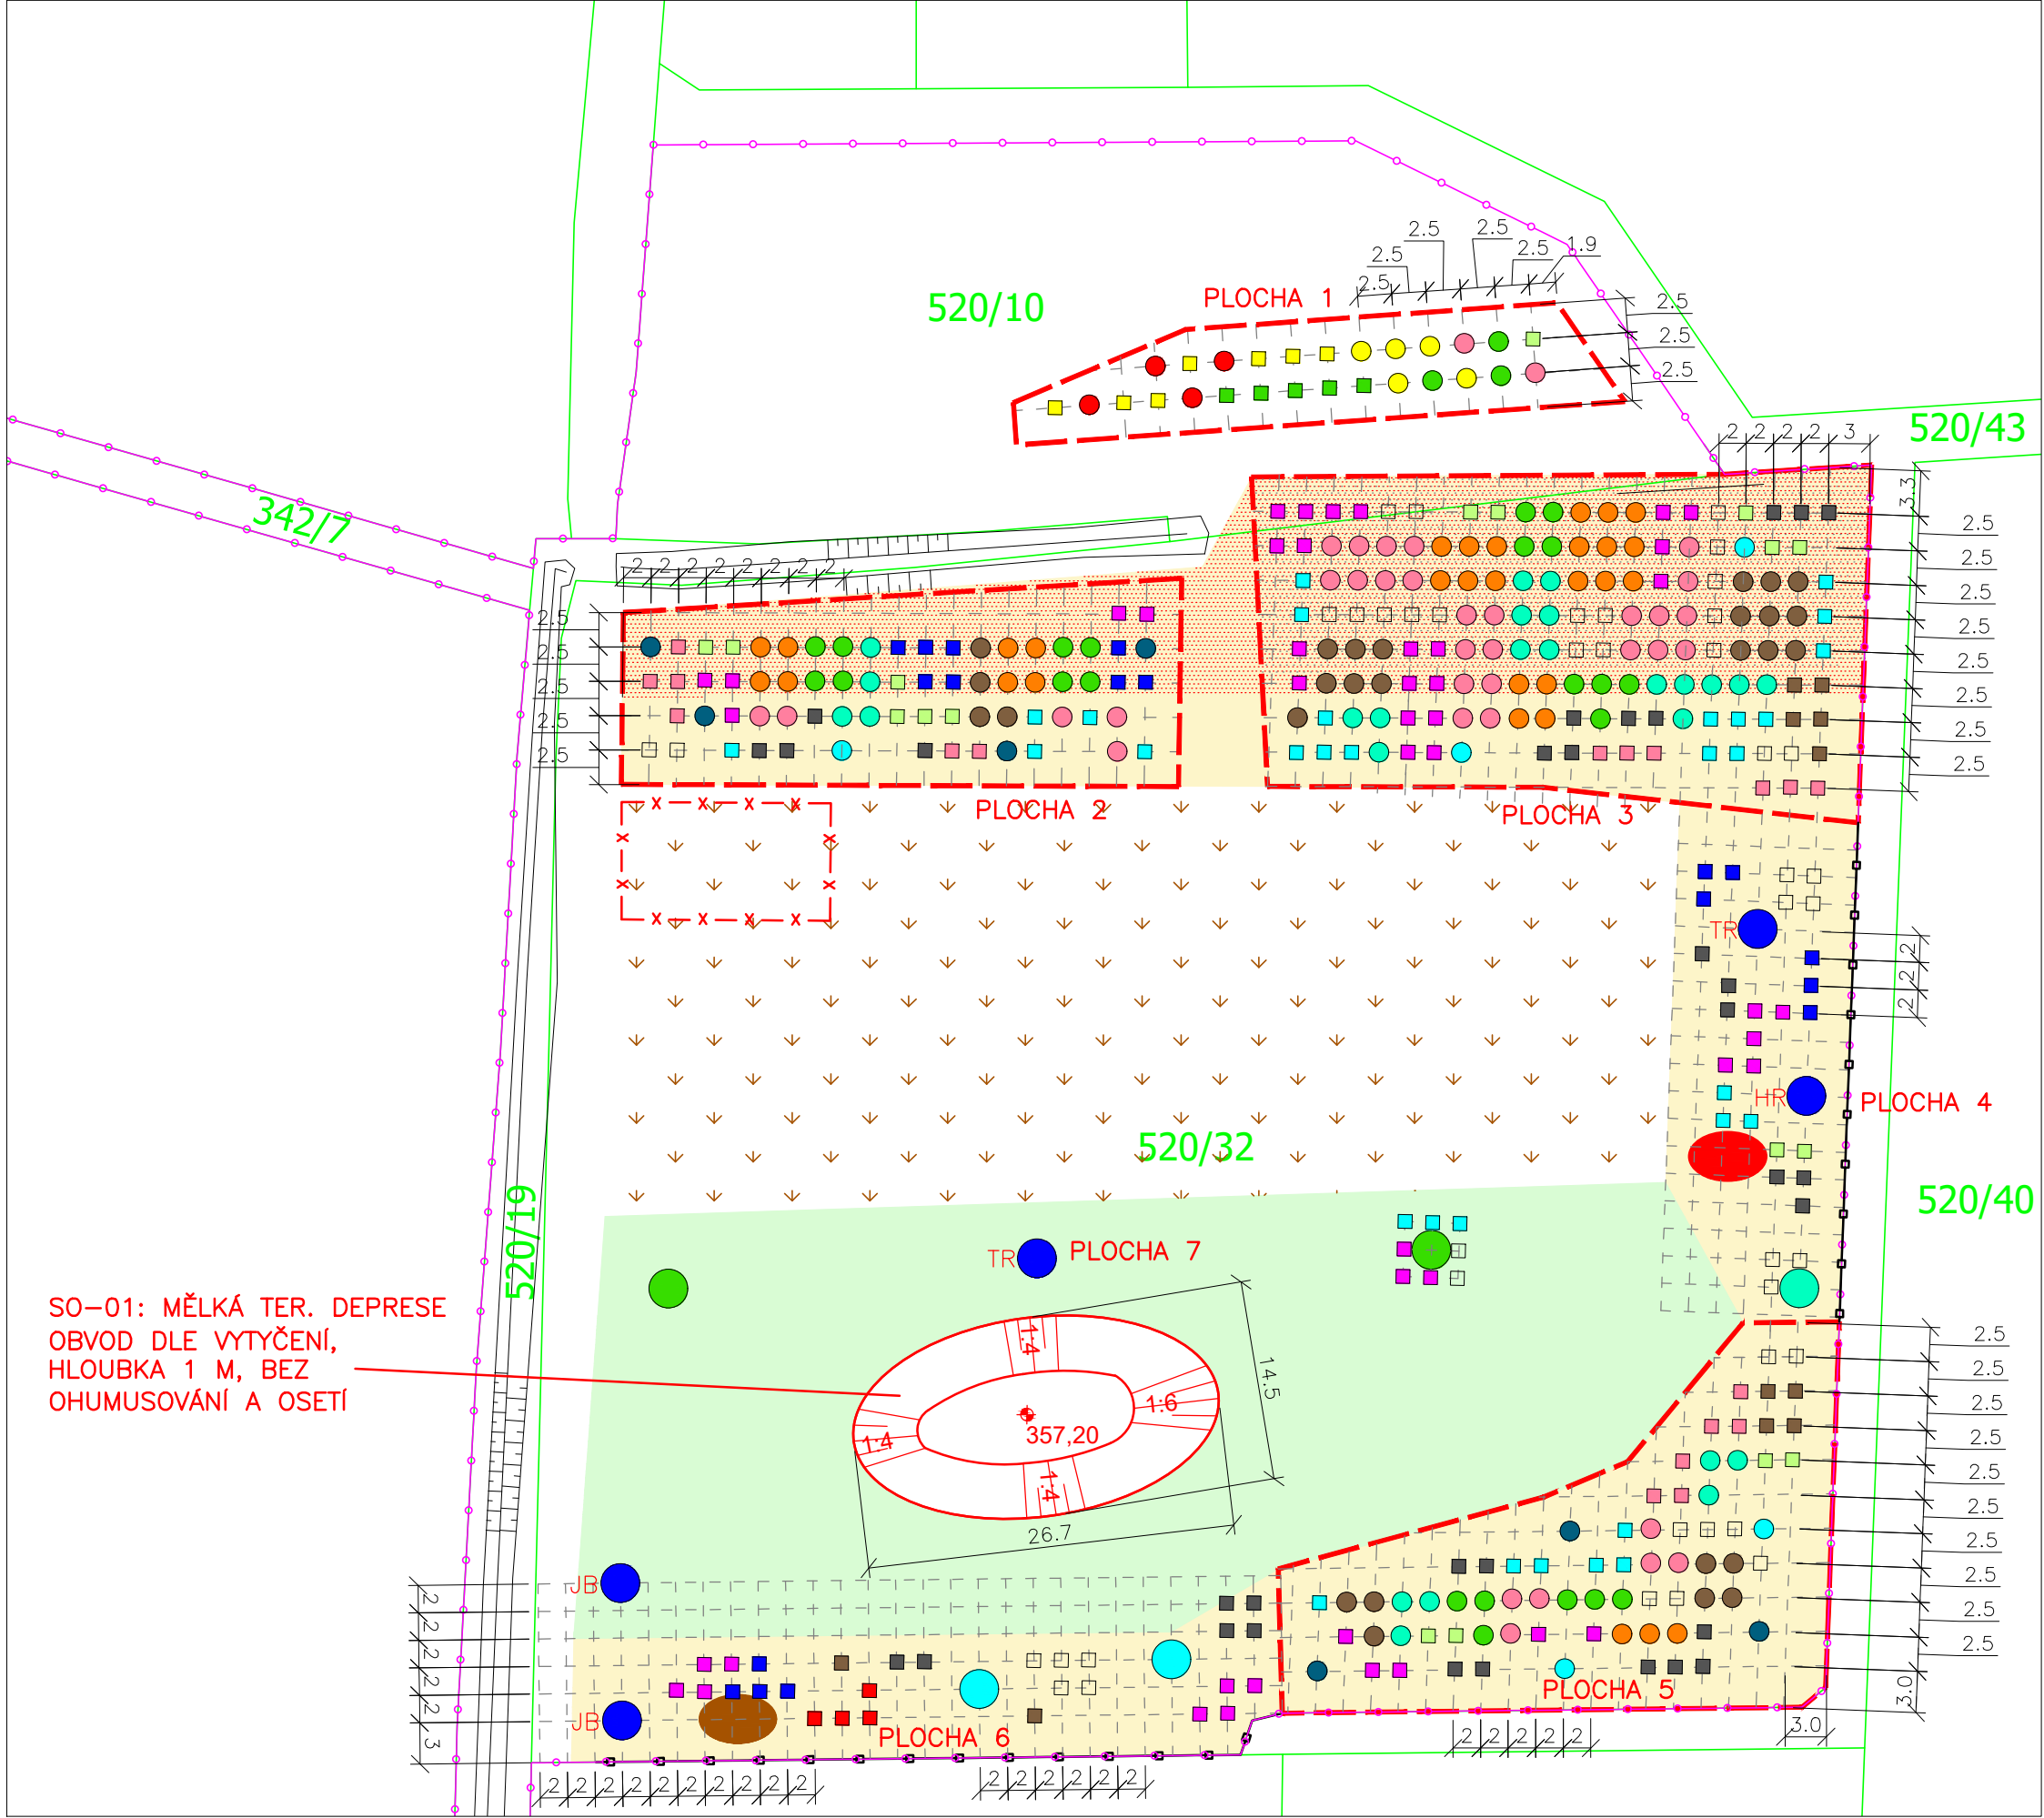 2.5
2.5
2.5
2.5
1.9
2.5
520/10
PLOCHA 1
2.5
2.5
2.5
520/43
2 2 2 2 3
342/7
3.3
2.5
2.5
2.5
2.5
2.5
2.5
2.5
2.5
2 2 2 2 2 2 2 2
2.5
2.5
2.5
2.5
2.5
PLOCHA 2
PLOCHA 3
TR
2
2
2
HR
PLOCHA 4
520/32
520/40
520/19
TR
PLOCHA 7
SO-01: MĚLKÁ TER. DEPRESE
OBVOD DLE VYTYČENÍ,
HLOUBKA 1 M, BEZ
OHUMUSOVÁNÍ A OSETÍ
1:4
14.5
1:6
357,20
1:4
1:4
26.7
2.5
2.5
2.5
2.5
2.5
2.5
2.5
2.5
2.5
2.5
3.0
JB
JB
2
2
2
2
2
3
PLOCHA 5
PLOCHA 6
3.0
2 2 2 2 2
2 2 2 2 2 2 2 2 2 2
2 2 2 2 2 2